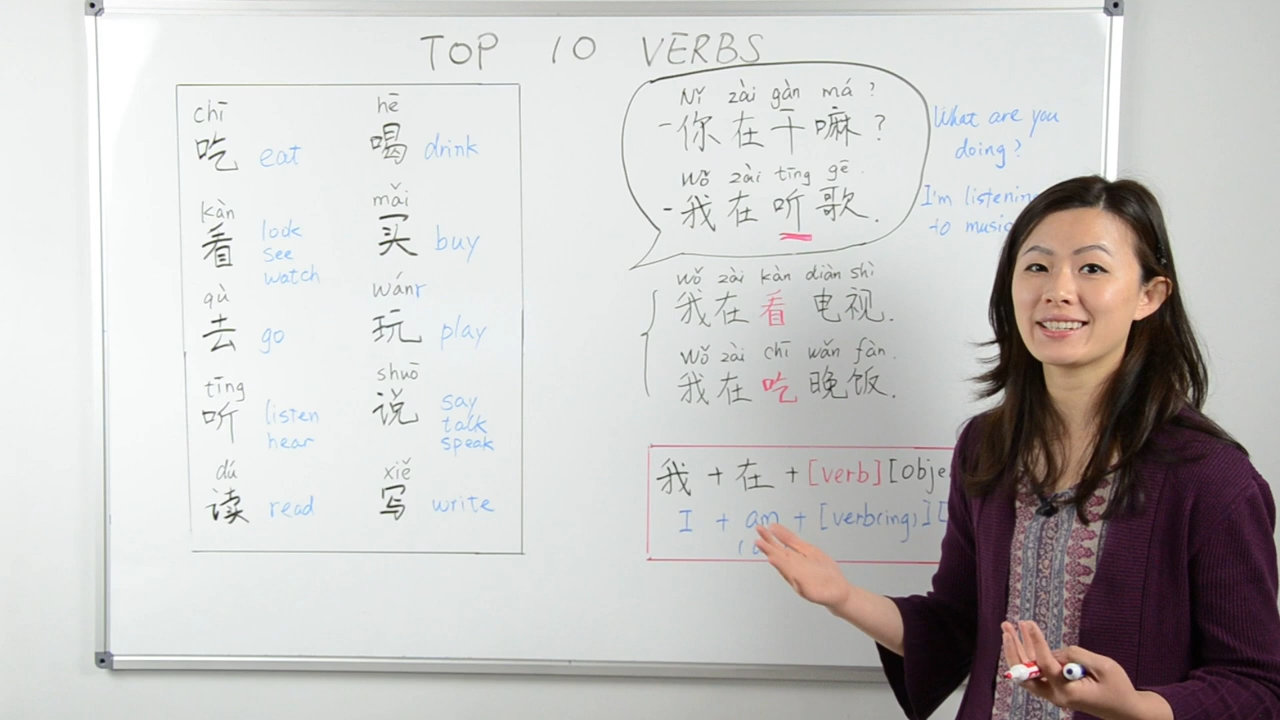 TOP 10 VERBS
chī
吃 eat
hē
喝 drink
kàn
看 look
see
watch
mǎi
买 buy
qù
去 go
wánr
玩 play
tīng
听 listen
hear
shuō
说 say
talk
speak
dú
读 read
xiě
写 write
Nǐ zài gàn má ?
-你在干嘛?
Wǒ zài tīng gē.
-我在听歌.
What are you
doing?
I'm listening
to music
Wǒ zài kàn diàn shì
我在看电视.
Wǒ zài chī wǎn fàn.
我在吃晚饭.
我 + 在 + [verb] [Obje
I + am + [verb(ing)] [